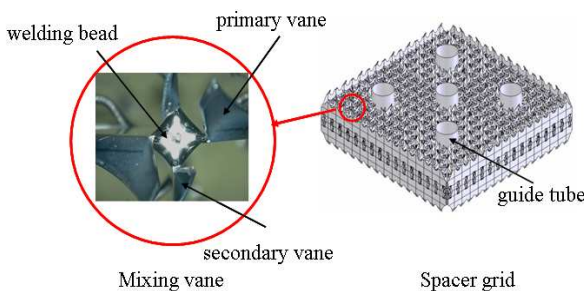 primary vane
welding bead
guide tube
secondary vane
Mixing vane
Spacer grid